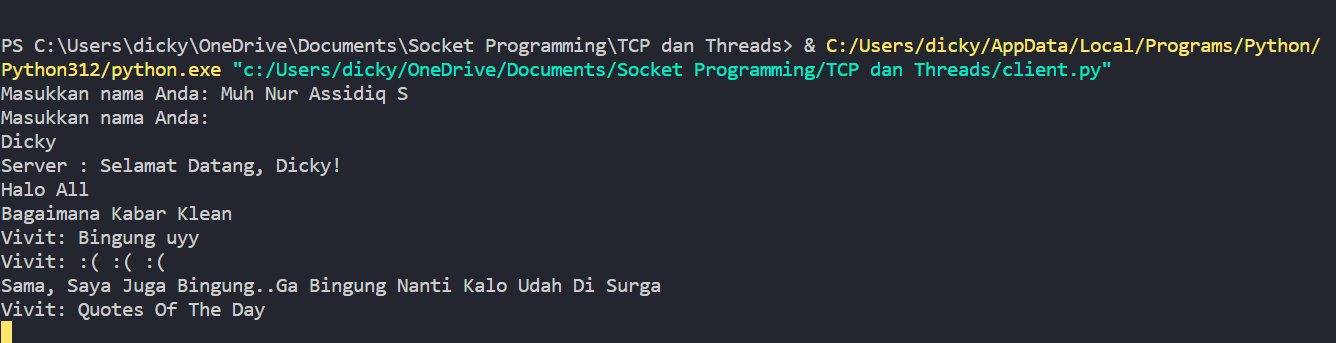 PS C:\Users\dicky\OneDrive\Documents\Socket Programming\TCP dan Threads> & C:/Users/dicky/AppData/Local/Programs/Python/
Python312/python.exe "c:/Users/dicky/OneDrive/Documents/Socket Programming/TCP dan Threads/client.py"
Masukkan nama Anda: Muh Nur Assidiq S
Masukkan nama Anda:
Dicky
Server : Selamat Datang, Dicky!
Halo All
Bagaimana Kabar Klean
Vivit: Bingung uyy
Vivit: :( :( :(
Sama, Saya Juga Bingung..Ga Bingung Nanti Kalo Udah Di Surga
Vivit: Quotes Of The Day